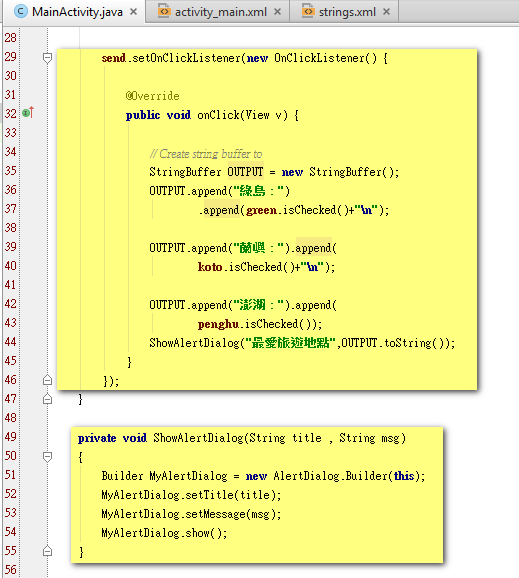 MainActivity.java activity_main.xml strings.xml
28
29 send.setOnClickListener(new OnClickListener() {
30
31 @Override
32 public void onClick(View v) {
33
34 // Create string buffer to
35 StringBuffer OUTPUT = new StringBuffer();
36 OUTPUT.append("綠島：")
37 .append(green.isChecked()+"\n");
38
39 OUTPUT.append("蘭嶼：").append(
40 koto.isChecked()+"\n");
41
42 OUTPUT.append("澎湖：").append(
43 penghu.isChecked());
44 ShowAlertDialog("最愛旅遊地點",OUTPUT.toString());
45 }
46 });
47 }
48
49 private void ShowAlertDialog(String title , String msg)
50 {
51 Builder MyAlertDialog = new AlertDialog.Builder(this);
52 MyAlertDialog.setTitle(title);
53 MyAlertDialog.setMessage(msg);
54 MyAlertDialog.show();
55 }
56